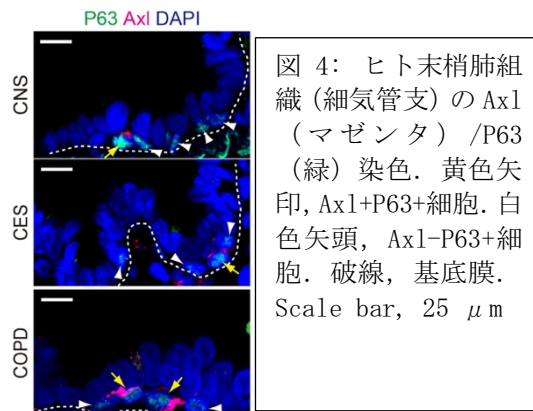 P63 Axl DAPI
CNS
CES
COPD
図 4: ヒト末梢肺組
織(細気管支)の Axl
(マゼンタ)/P63
(緑)染色. 黄色矢
印, Axl+P63+細胞. 白
色矢頭, Axl-P63+細
胞. 破線, 基底膜.
Scale bar, 25 μm